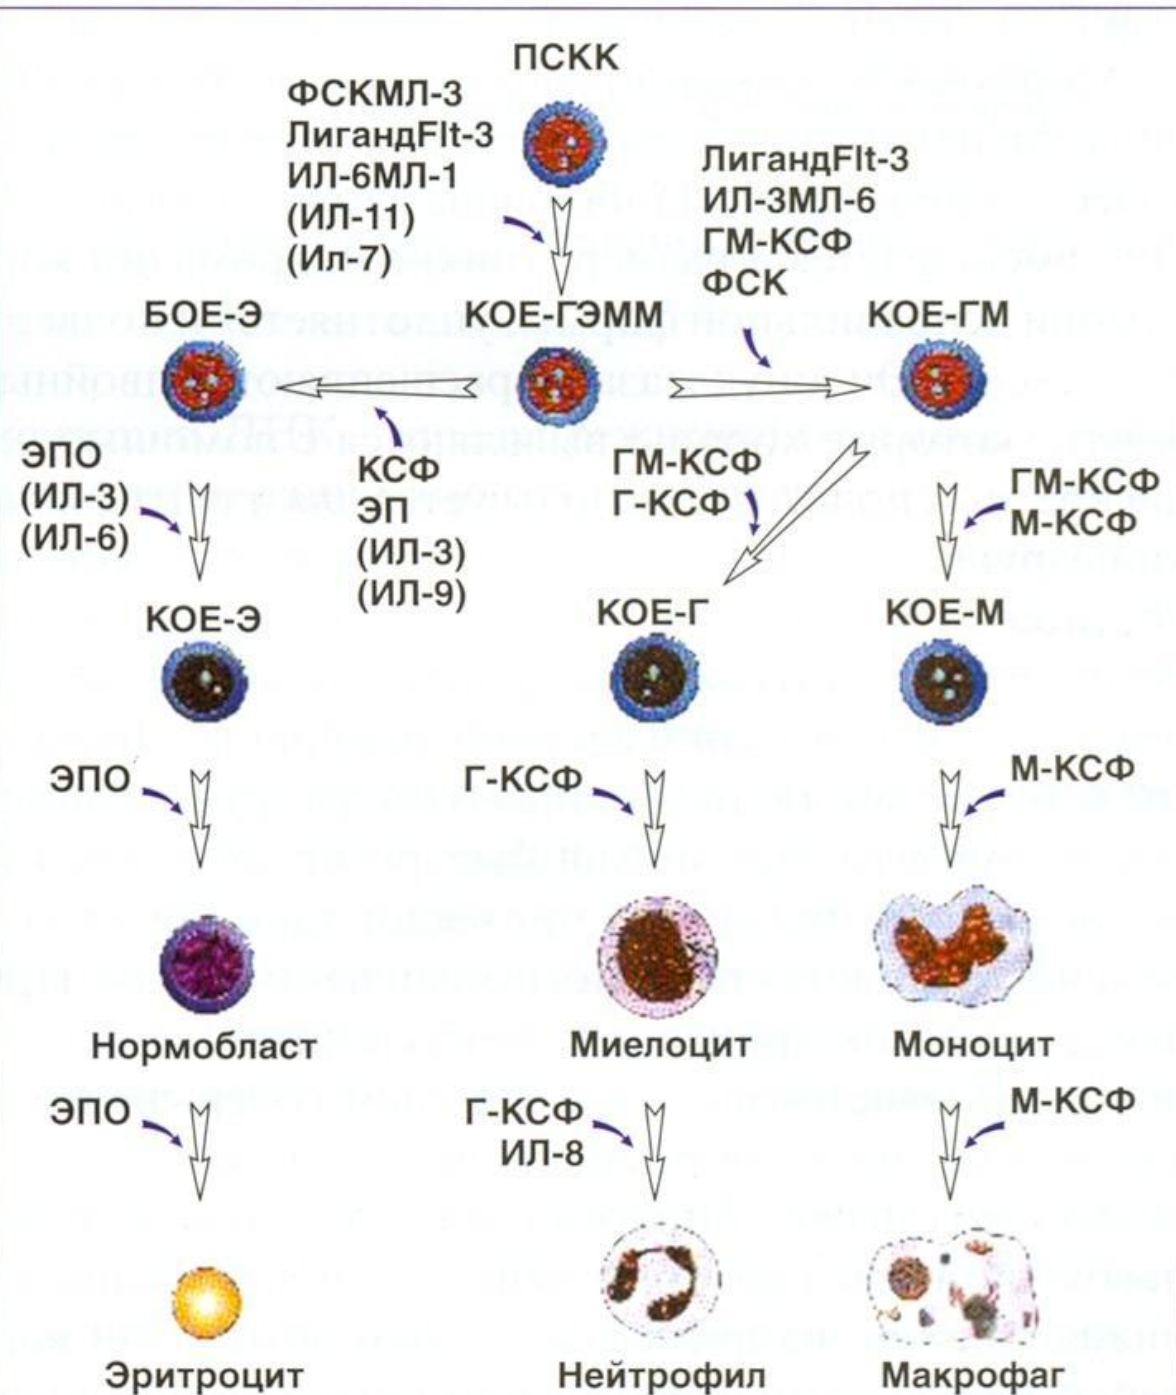 ПСКК
ФСКМЛ-3
ЛигандFlt-3
ИЛ-6МЛ-1
(ИЛ-11)
(Ил-7)
ЛигандFlt-3
ИЛ-3МЛ-6
ГМ-КСФ
ФСК
БОЕ-Э
КОЕ-ГЭММ
КОЕ-ГМ
ЭПО
(ИЛ-3)
(ИЛ-6)
КСФ
ЭП
(ИЛ-3)
(ИЛ-9)
ГМ-КСФ
Г-КСФ
ГМ-КСФ
М-КСФ
КОЕ-Э
КОЕ-Г
КОЕ-М
ЭПО
Г-КСФ
М-КСФ
Нормобласт
Миелоцит
Моноцит
ЭПО
Г-КСФ
ИЛ-8
М-КСФ
Эритроцит
Нейтрофил
Макрофаг